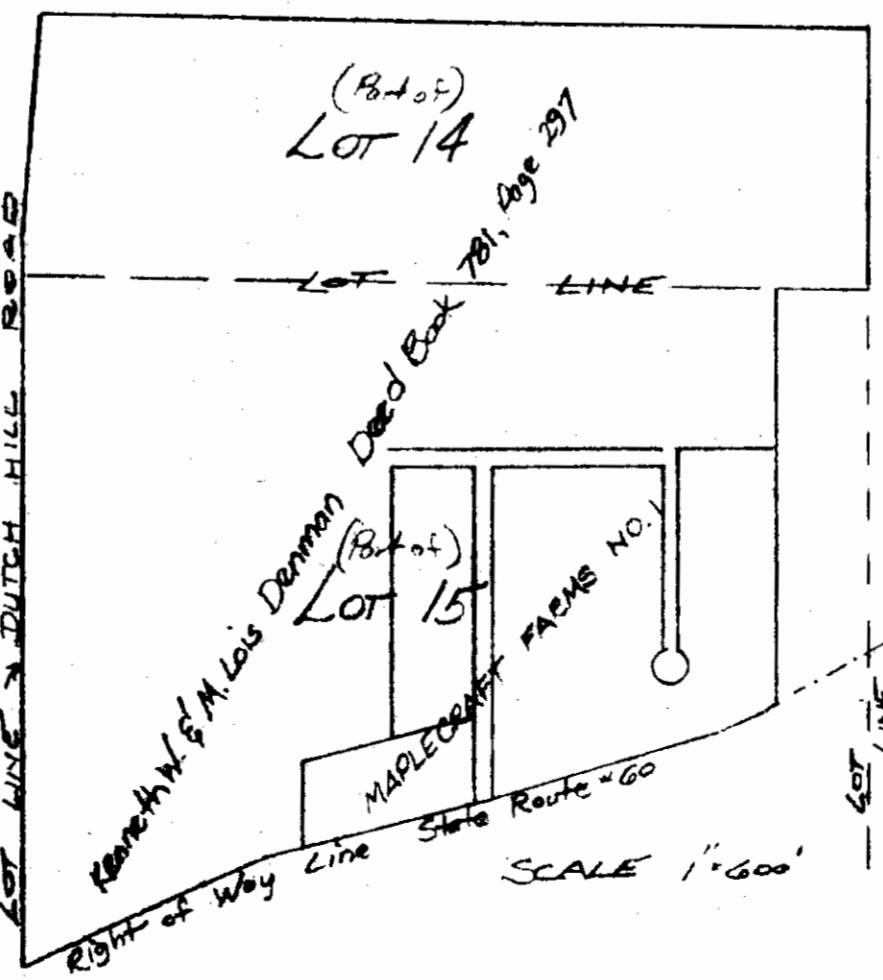 (Part of)
LOT 14
LOT LINE
Kenneth W. & M. Lois Denman Deed Book 781, Page 297
(Part of)
LOT 15
MAPLECRAFT FARMS NO. 1
LOT LINE & DUTCH HILL ROAD
LOT LINE
Right of Way Line State Route #60
SCALE 1"=600'